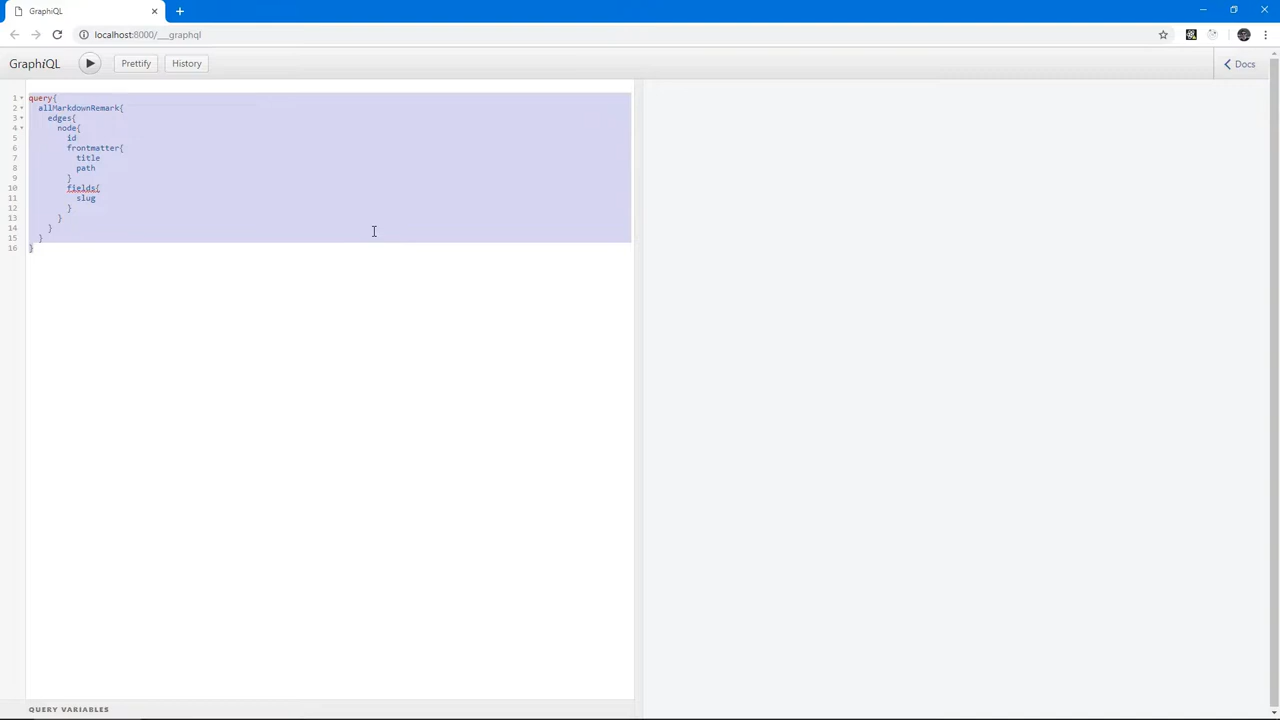 GraphiQL
localhost:8000/___graphql
GraphiQL Prettify History Docs
1 query{
2 allMarkdownRemark{
3 edges{
4 node{
5 id
6 frontmatter{
7 title
8 path
9 }
10 fields{
11 slug
12 }
13 }
14 }
15 }
16 }
QUERY VARIABLES